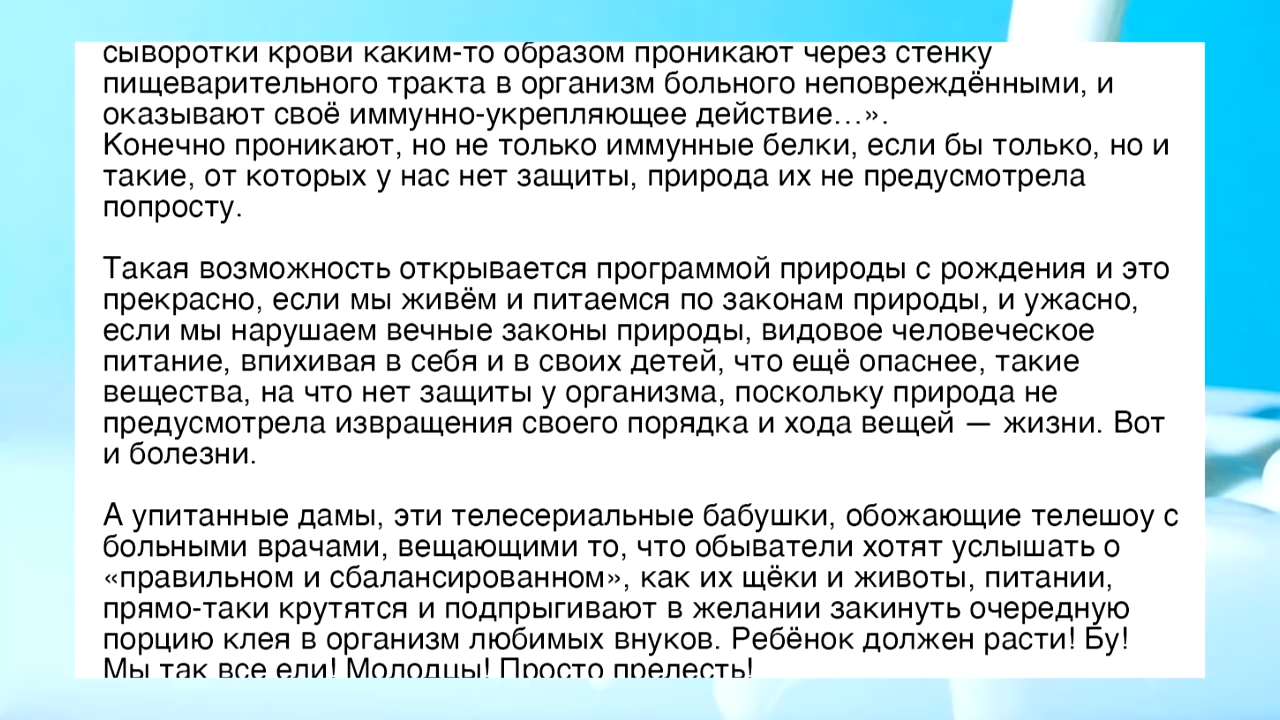 сыворотки крови каким-то образом проникают через стенку
пищеварительного тракта в организм больного неповреждёнными, и
оказывают своё иммунно-укрепляющее действие…».
Конечно проникают, но не только иммунные белки, если бы только, но и
такие, от которых у нас нет защиты, природа их не предусмотрела
попросту.
Такая возможность открывается программой природы с рождения и это
прекрасно, если мы живём и питаемся по законам природы, и ужасно,
если мы нарушаем вечные законы природы, видовое человеческое
питание, впихивая в себя и в своих детей, что ещё опаснее, такие
вещества, на что нет защиты у организма, поскольку природа не
предусмотрела извращения своего порядка и хода вещей — жизни. Вот
и болезни.
А упитанные дамы, эти телесериальные бабушки, обожающие телешоу с
больными врачами, вещающими то, что обыватели хотят услышать о
«правильном и сбалансированном», как их щёки и животы, питании,
прямо-таки крутятся и подпрыгивают в желании закинуть очередную
порцию клея в организм любимых внуков. Ребёнок должен расти! Бу!
Мы так все ели! Молодцы! Просто прелесть!